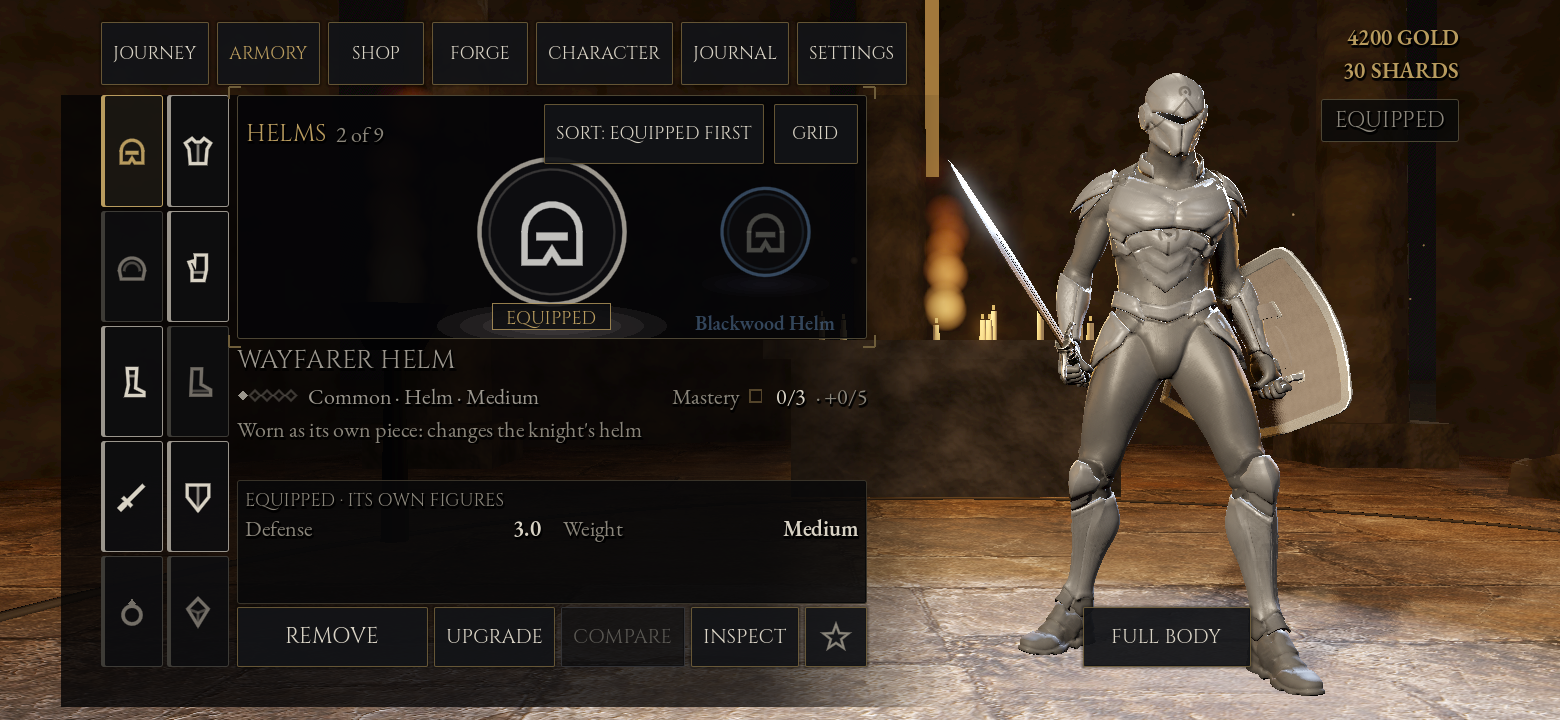 JOURNEY ARMORY SHOP FORGE CHARACTER JOURNAL SETTINGS
4200 GOLD
30 SHARDS
EQUIPPED
HELMS 2 of 9
SORT: EQUIPPED FIRST GRID
EQUIPPED
Blackwood Helm
WAYFARER HELM
Common · Helm · Medium Mastery 0/3 · +0/5
Worn as its own piece: changes the knight's helm
EQUIPPED · ITS OWN FIGURES
Defense 3.0 Weight Medium
REMOVE UPGRADE COMPARE INSPECT
FULL BODY